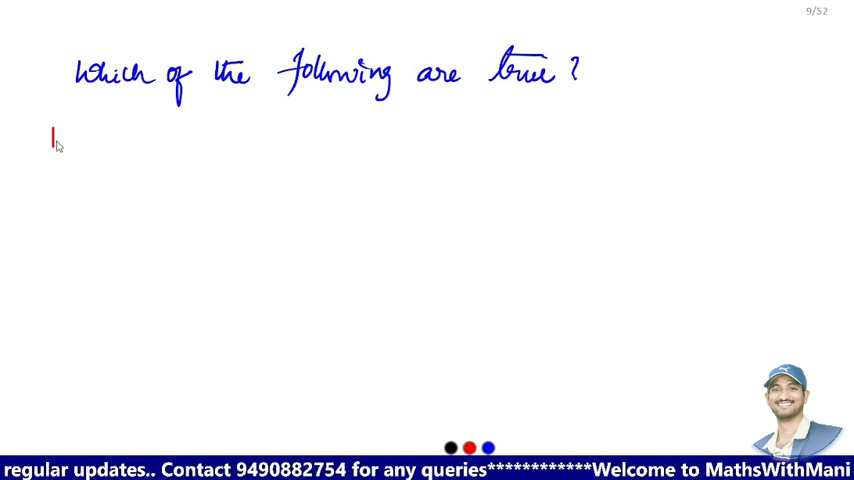 9/52
Which of the following are true?
regular updates.. Contact 9490882754 for any queries************Welcome to MathsWithMani